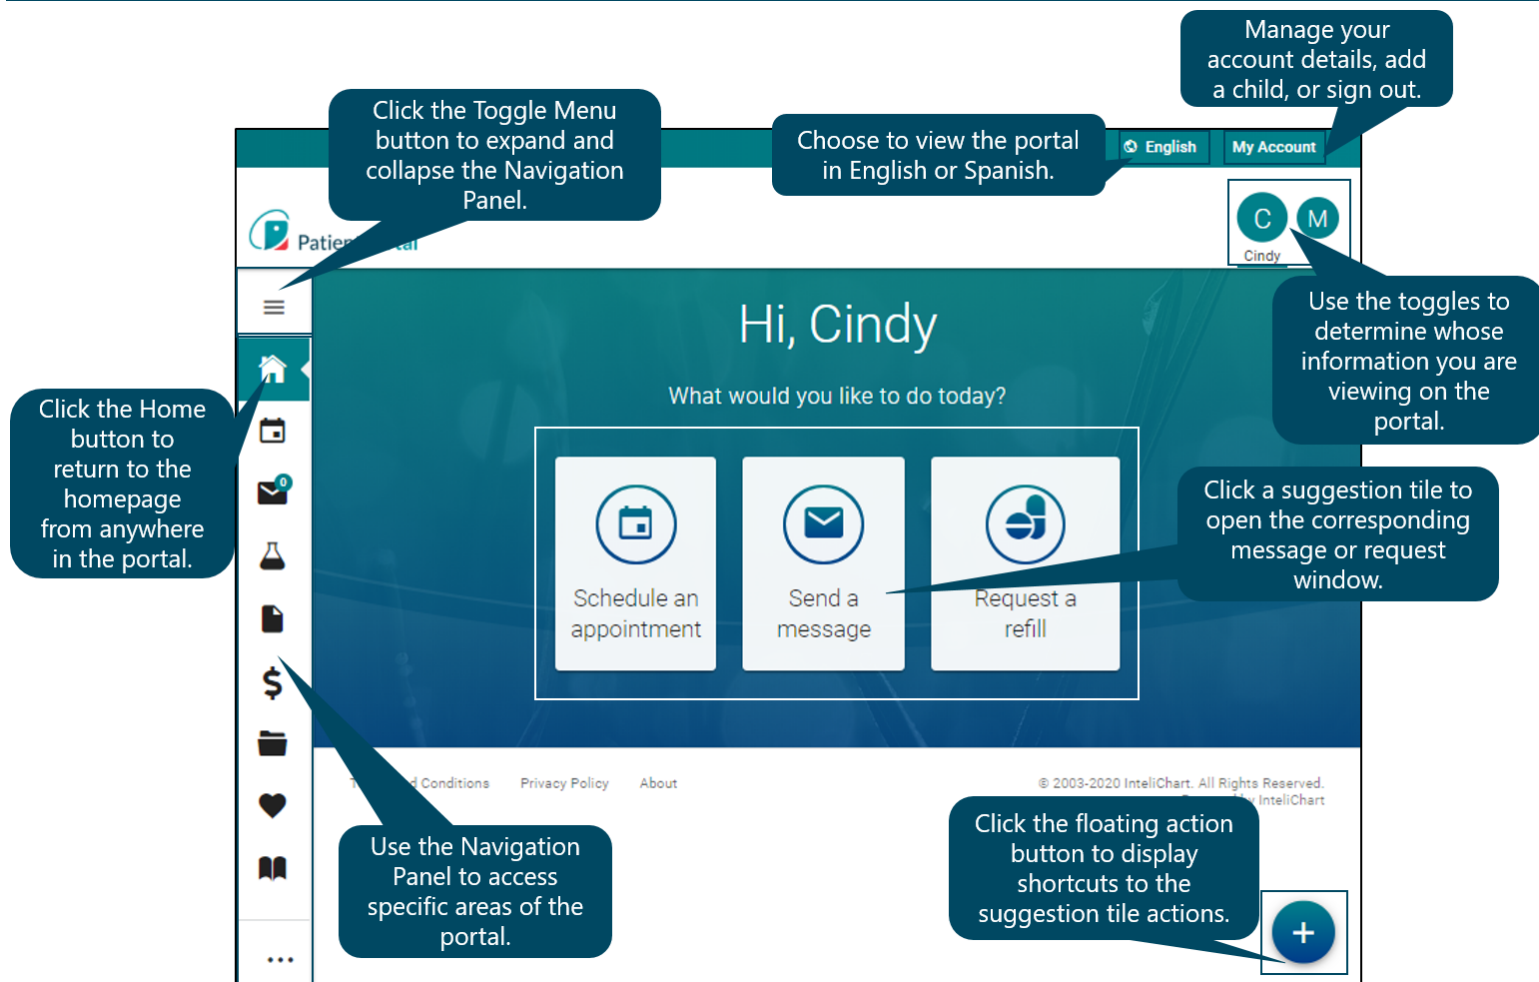 Manage your
account details, add
a child, or sign out.
Click the Toggle Menu
button to expand and
collapse the Navigation
Panel.
Choose to view the portal
in English or Spanish.
English
My Account
C
M
Cindy
Use the toggles to
determine whose
information you are
viewing on the
portal.
Hi, Cindy
What would you like to do today?
Click the Home
button to
return to the
homepage
from anywhere
in the portal.
0
Schedule an
appointment
Send a
message
Request a
refill
Click a suggestion tile to
open the corresponding
message or request
window.
Conditions
Privacy Policy
About
© 2003-2020 InteliChart. All Rights Reserved.
InteliChart
Use the Navigation
Panel to access
specific areas of the
portal.
Click the floating action
button to display
shortcuts to the
suggestion tile actions.
+